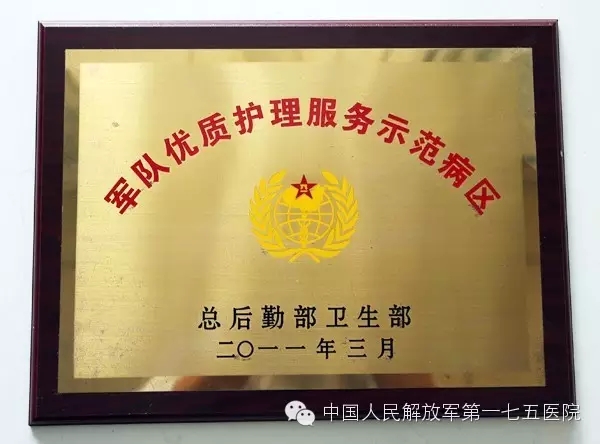 军队优质护理服务示范病区
总后勤部卫生部
二〇一一年三月
中国人民解放军第一七五医院